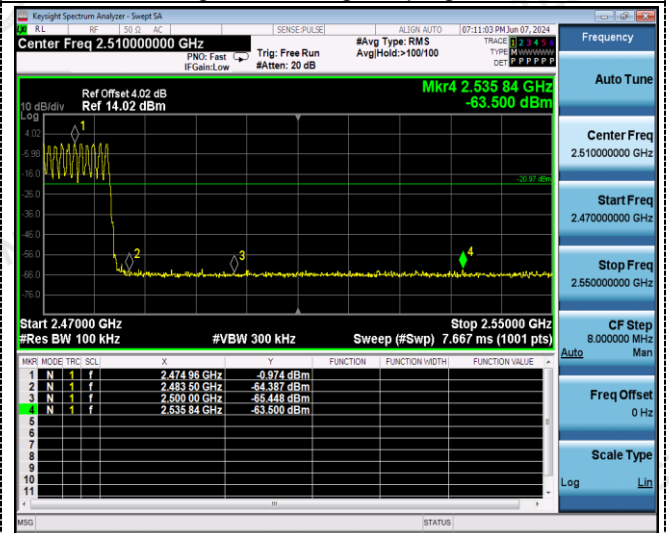 Keysight Spectrum Analyzer - Swept SA
RL RF 50 Ω AC SENSE:PULSE ALIGN AUTO 07:11:03 PM Jun 07, 2024
Center Freq 2.510000000 GHz
PNO: Fast
IFGain:Low
Trig: Free Run
#Atten: 20 dB
#Avg Type: RMS
Avg|Hold:>100/100
TRACE 1 2 3 4 5 6
TYPE M WWWWW
DET P P P P P P
Mkr4 2.535 84 GHz
-63.500 dBm
Ref Offset 4.02 dB
10 dB/div Ref 14.02 dBm
Log
4.02
-5.98
-16.0
-26.0
-36.0
-46.0
-56.0
-66.0
-76.0
1
2
3
4
-20.97 dBm
Start 2.47000 GHz Stop 2.55000 GHz
#Res BW 100 kHz #VBW 300 kHz Sweep (#Swp) 7.667 ms (1001 pts)
MKR MODE TRC SCL X Y FUNCTION FUNCTION WIDTH FUNCTION VALUE
1 N 1 f 2.474 96 GHz -0.974 dBm
2 N 1 f 2.483 50 GHz -64.387 dBm
3 N 1 f 2.500 00 GHz -65.448 dBm
4 N 1 f 2.535 84 GHz -63.500 dBm
5
6
7
8
9
10
11
MSG STATUS
Frequency
Auto Tune
Center Freq
2.510000000 GHz
Start Freq
2.470000000 GHz
Stop Freq
2.550000000 GHz
CF Step
8.000000 MHz
Auto Man
Freq Offset
0 Hz
Scale Type
Log Lin